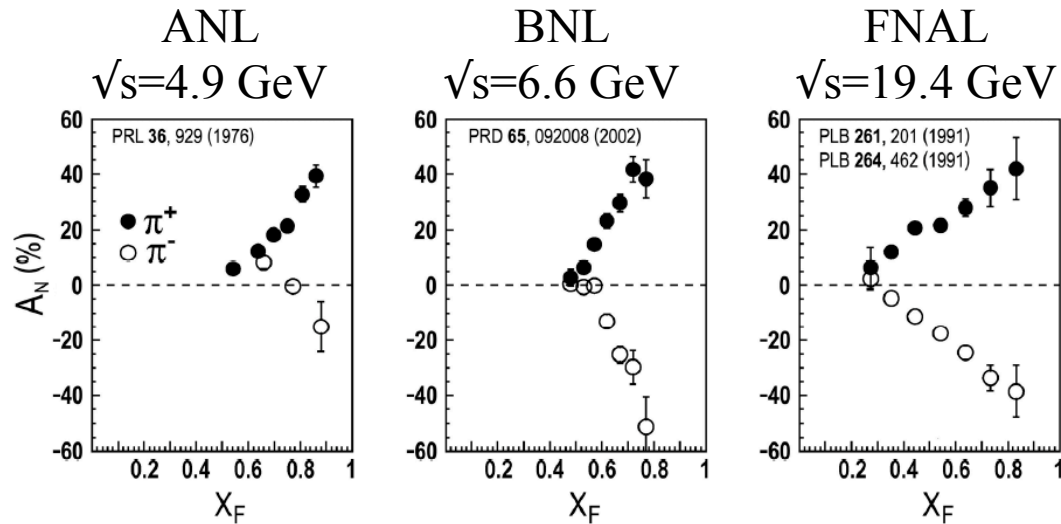 ANL
√s=4.9 GeV
BNL
√s=6.6 GeV
FNAL
√s=19.4 GeV
A_N (%)
60
40
20
0
-20
-40
-60
PRL 36, 929 (1976)
π+
π-
0.2 0.4 0.6 0.8 1
X_F
60
40
20
0
-20
-40
-60
PRD 65, 092008 (2002)
0.2 0.4 0.6 0.8 1
X_F
60
40
20
0
-20
-40
-60
PLB 261, 201 (1991)
PLB 264, 462 (1991)
0.2 0.4 0.6 0.8 1
X_F